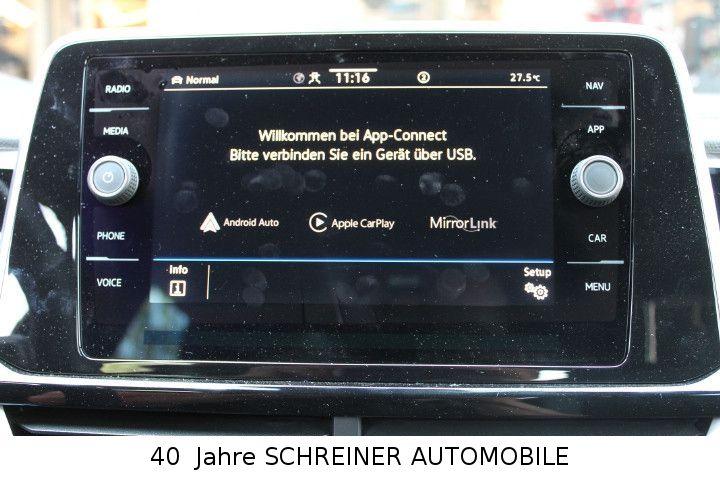 RADIO
MEDIA
PHONE
VOICE
Normal
11:16
2
27.5°C
Willkommen bei App-Connect
Bitte verbinden Sie ein Gerät über USB.
Android Auto
Apple CarPlay
MirrorLink
Info
Setup
NAV
APP
CAR
MENU
40 Jahre SCHREINER AUTOMOBILE